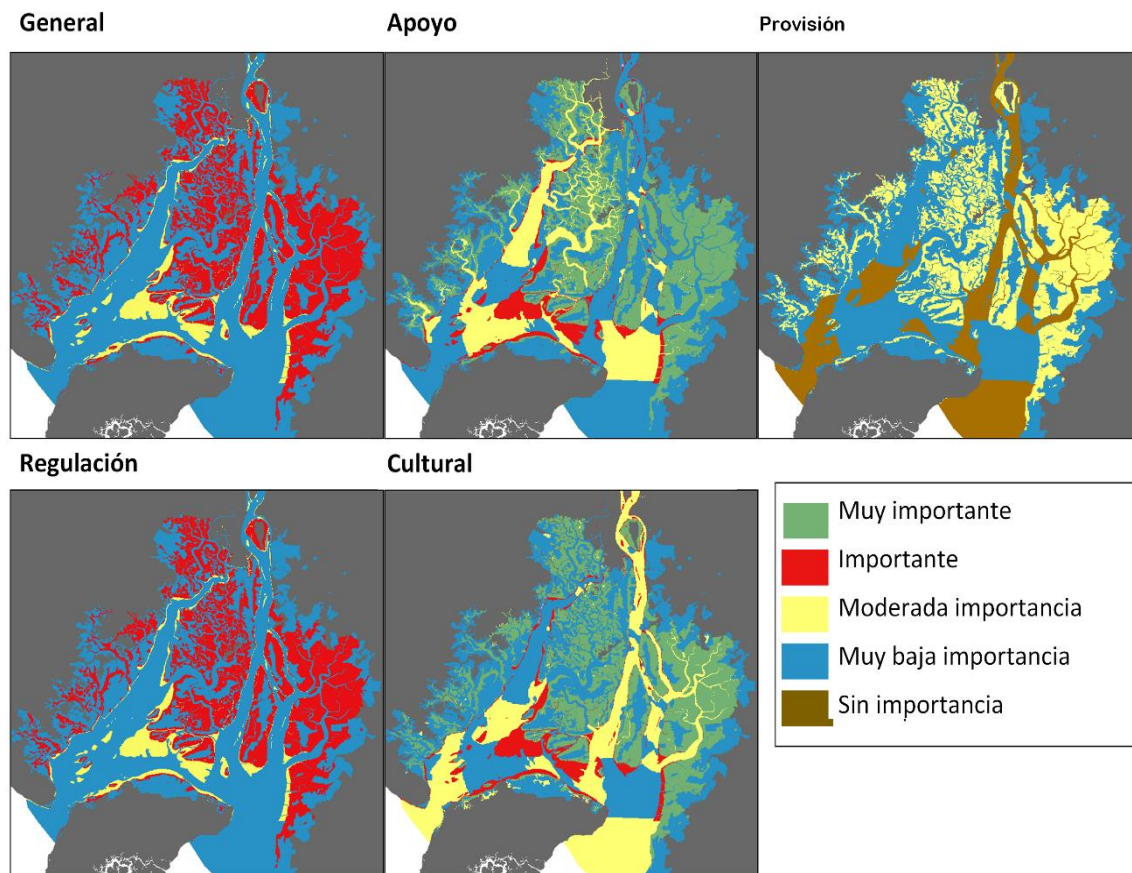 General
Apoyo
Provisión
Regulación
Cultural
Muy importante
Importante
Moderada importancia
Muy baja importancia
Sin importancia